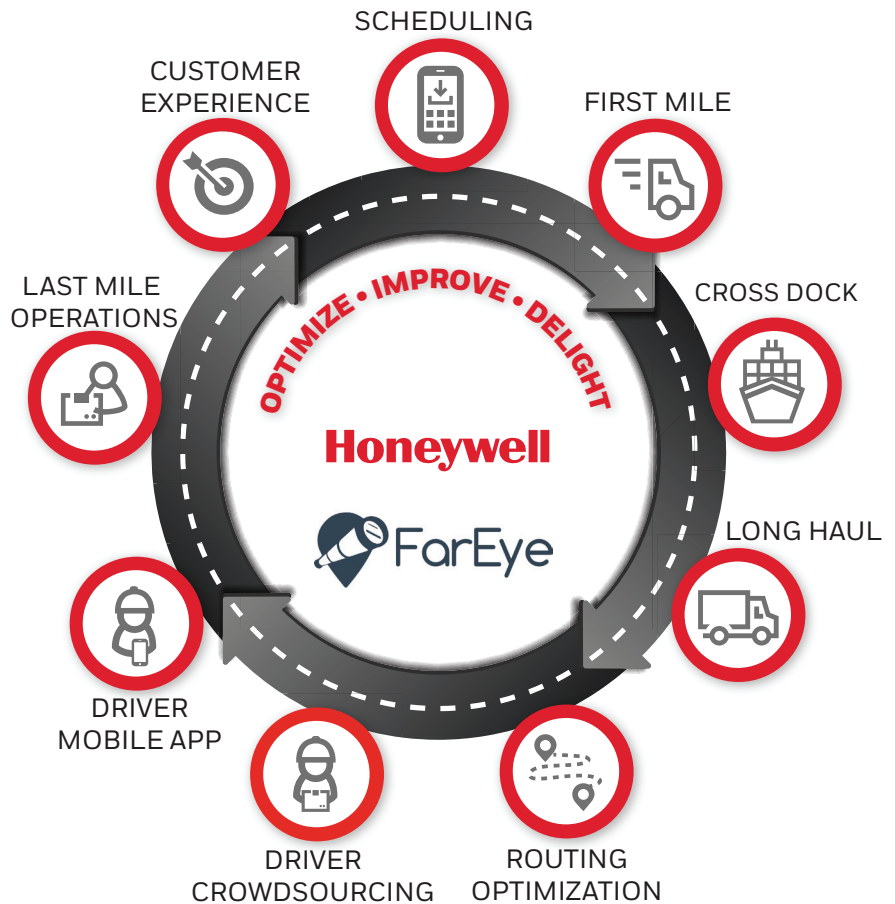 SCHEDULING
CUSTOMER
EXPERIENCE
FIRST MILE
LAST MILE
OPERATIONS
CROSS DOCK
OPTIMIZE • IMPROVE • DELIGHT
Honeywell
FarEye
LONG HAUL
DRIVER
MOBILE APP
DRIVER
CROWDSOURCING
ROUTING
OPTIMIZATION